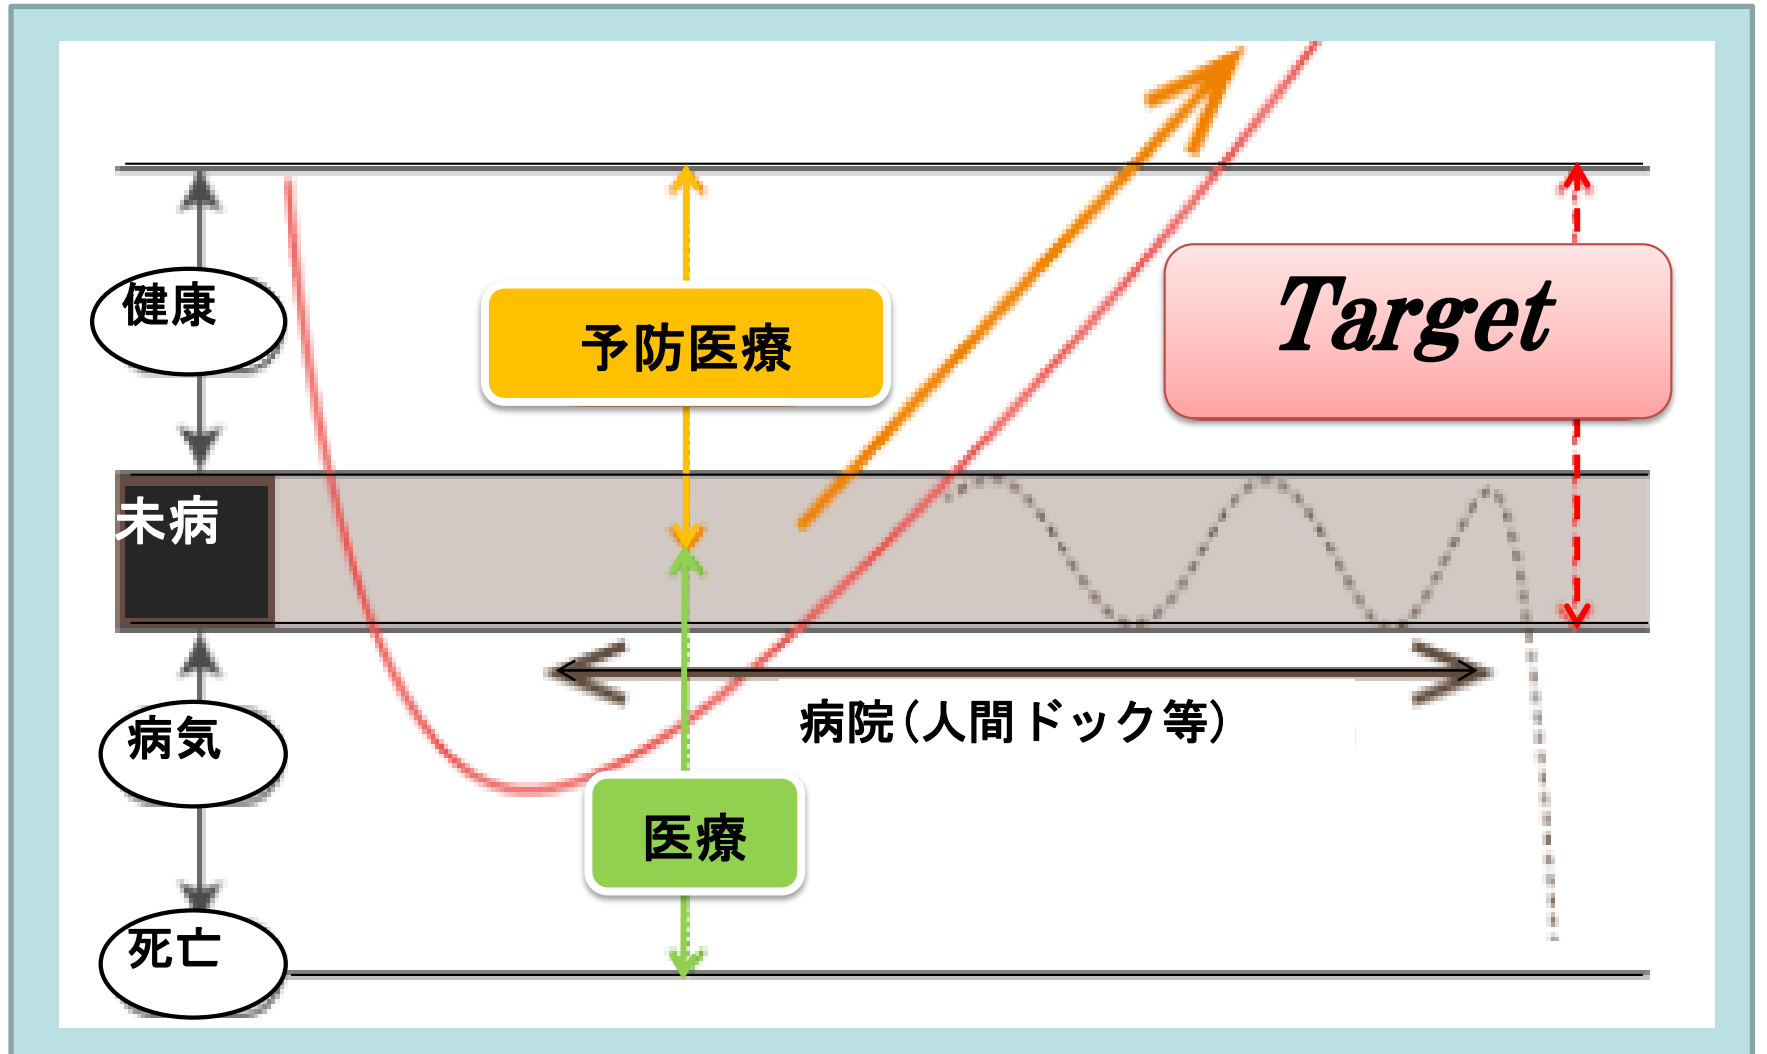 健康
予防医療
Target
未病
病院(人間ドック等)
病気
医療
死亡